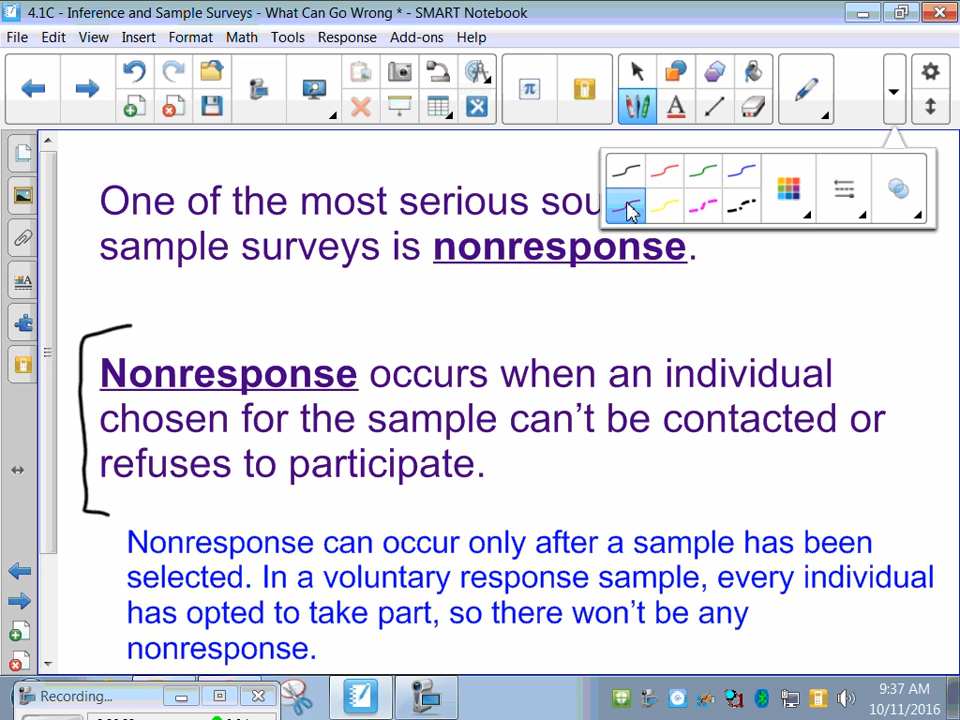 4.1C - Inference and Sample Surveys - What Can Go Wrong * - SMART Notebook
File Edit View Insert Format Math Tools Response Add-ons Help
π
A
One of the most serious sou
sample surveys is nonresponse.
Nonresponse occurs when an individual
chosen for the sample can't be contacted or
refuses to participate.
Nonresponse can occur only after a sample has been
selected. In a voluntary response sample, every individual
has opted to take part, so there won't be any
nonresponse.
Recording...
9:37 AM
10/11/2016